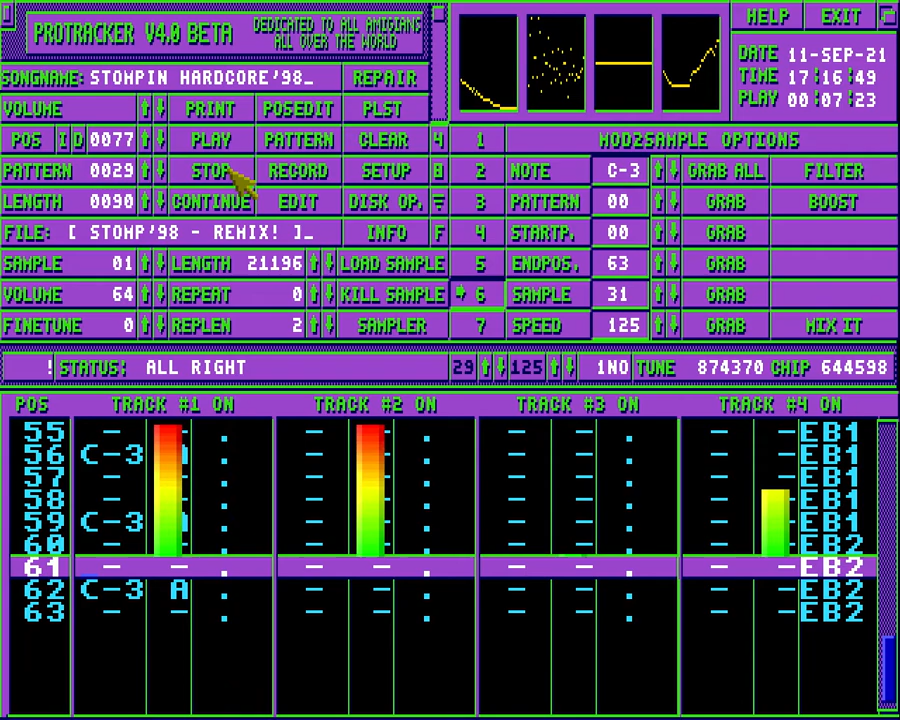 PROTRACKER V4.0 BETA
DEDICATED TO ALL AMIGIANS
ALL OVER THE WORLD
HELP EXIT
DATE 11-SEP-21
TIME 17:16:49
PLAY 00:07:23
SONGNAME: STOMPIN HARDCORE'98_ REPAIR
VOLUME PRINT POSEDIT PLST
POS I D 0077 PLAY PATTERN CLEAR 4 1 MOD2SAMPLE OPTIONS
PATTERN 0029 STOP RECORD SETUP 8 2 NOTE C-3 GRAB ALL FILTER
LENGTH 0090 CONTINUE EDIT DISK OP. 3 PATTERN 00 GRAB BOOST
FILE: [ STOMP'98 - REMIX! ]_ INFO F 4 STARTP. 00 GRAB
SAMPLE 01 LENGTH 21196 LOAD SAMPLE 5 ENDPOS. 63 GRAB
VOLUME 64 REPEAT 0 KILL SAMPLE 6 SAMPLE 31 GRAB
FINETUNE 0 REPLEN 2 SAMPLER 7 SPEED 125 GRAB MIX IT
! STATUS: ALL RIGHT 29 125 1NO TUNE 874370 CHIP 644598
POS TRACK #1 ON TRACK #2 ON TRACK #3 ON TRACK #4 ON
55 - . - - . - - . - - EB1
56 C-3 . - - . - - . - - EB1
57 - . - - . - - . - - EB1
58 - . - - . - - . - - EB1
59 C-3 . - - . - - . - - EB1
60 - . - - . - - . - - EB2
61 - - . - - . - - . - - EB2
62 C-3 A . - - . - - . - - EB2
63 - - . - - . - - . - - EB2